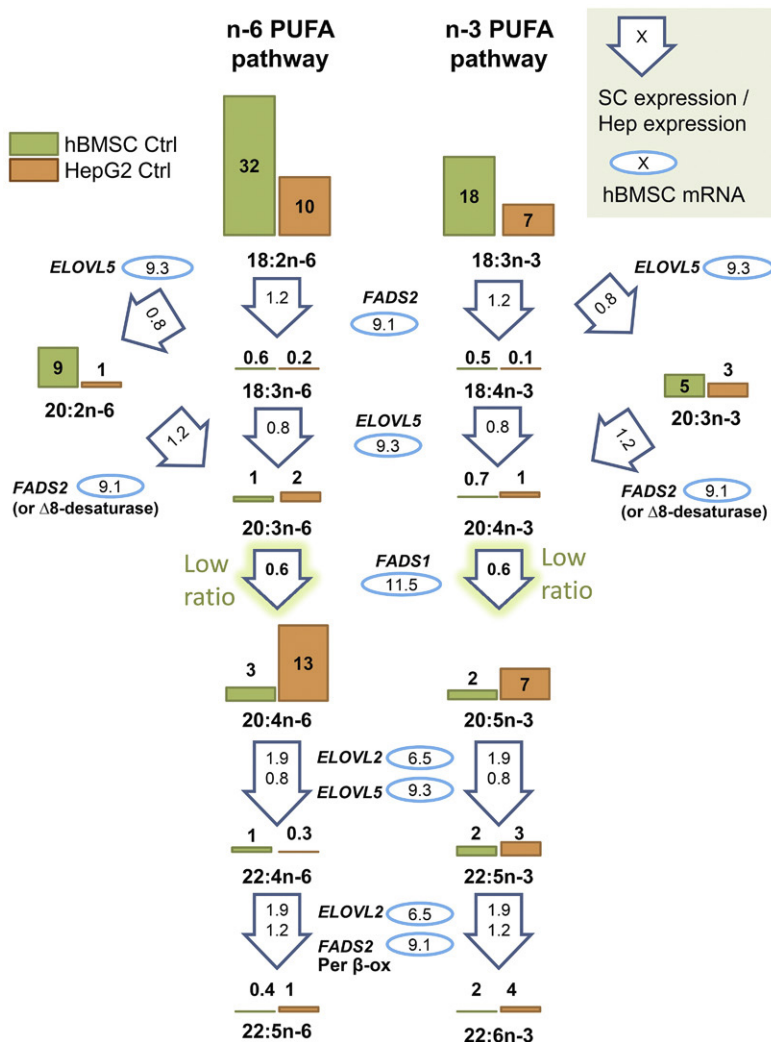 n-6 PUFA
pathway
n-3 PUFA
pathway
X
SC expression /
Hep expression
X
hBMSC mRNA
hBMSC Ctrl
HepG2 Ctrl
32
10
18
7
18:2n-6
18:3n-3
ELOVL5 9.3
1.2
FADS2
9.1
1.2
ELOVL5 9.3
0.8
0.8
0.6 0.2
0.5 0.1
18:3n-6
18:4n-3
9 1
20:2n-6
5 3
20:3n-3
1.2
0.8
ELOVL5
9.3
0.8
1.2
FADS2 9.1
(or Δ8-desaturase)
FADS2 9.1
(or Δ8-desaturase)
1 2
0.7 1
20:3n-6
20:4n-3
Low
ratio
0.6
FADS1
11.5
0.6
Low
ratio
3 13
2 7
20:4n-6
20:5n-3
1.9
0.8
ELOVL2 6.5
ELOVL5 9.3
1.9
0.8
1 0.3
2 3
22:4n-6
22:5n-3
1.9
1.2
ELOVL2 6.5
FADS2 9.1
Per β-ox
1.9
1.2
0.4 1
2 4
22:5n-6
22:6n-3